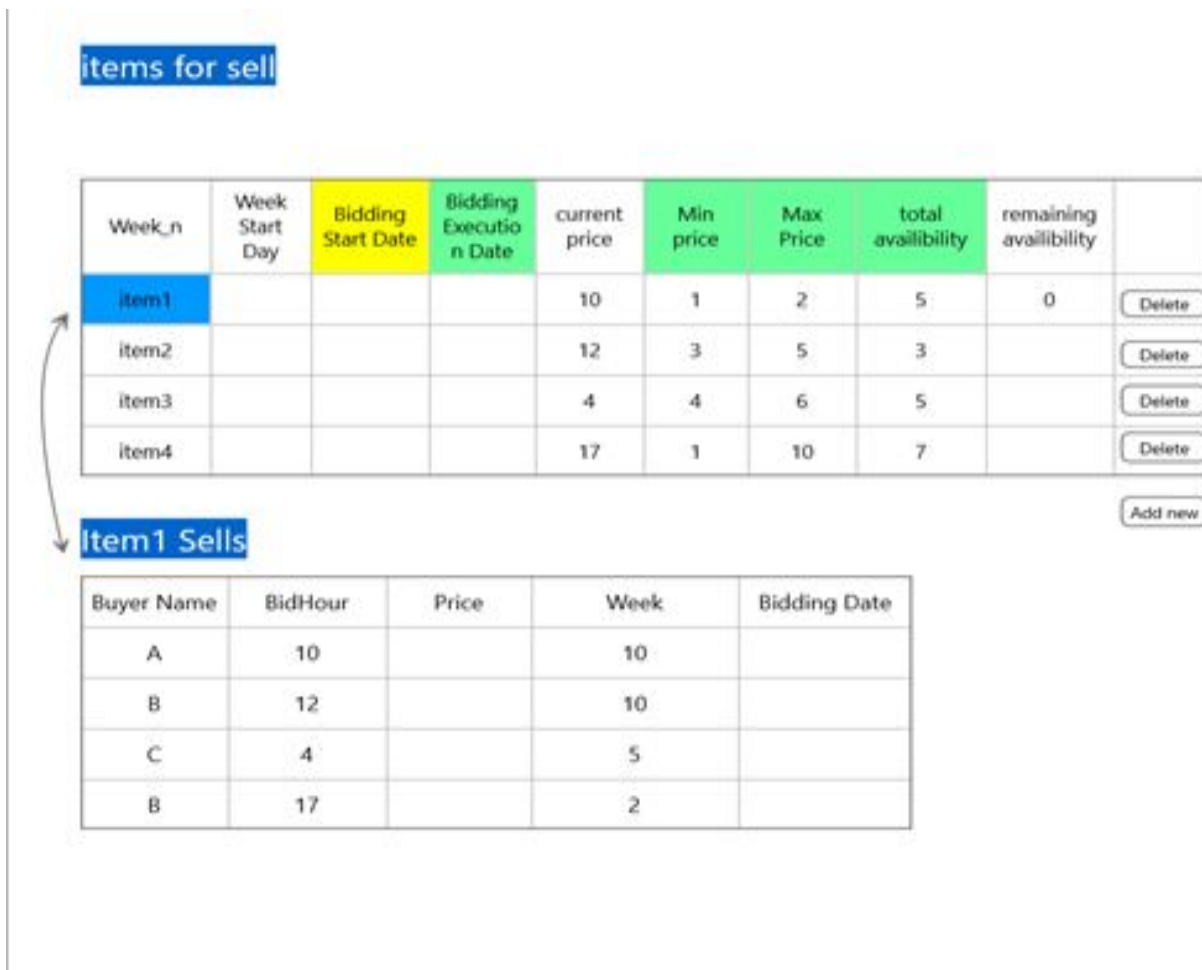 items for sell
Week_n Week Start Day Bidding Start Date Bidding Executio n Date current price Min price Max Price total availibility remaining availibility
item1 10 1 2 5 0 Delete
item2 12 3 5 3 Delete
item3 4 4 6 5 Delete
item4 17 1 10 7 Delete
Add new
Item1 Sells
Buyer Name BidHour Price Week Bidding Date
A 10 10
B 12 10
C 4 5
B 17 2